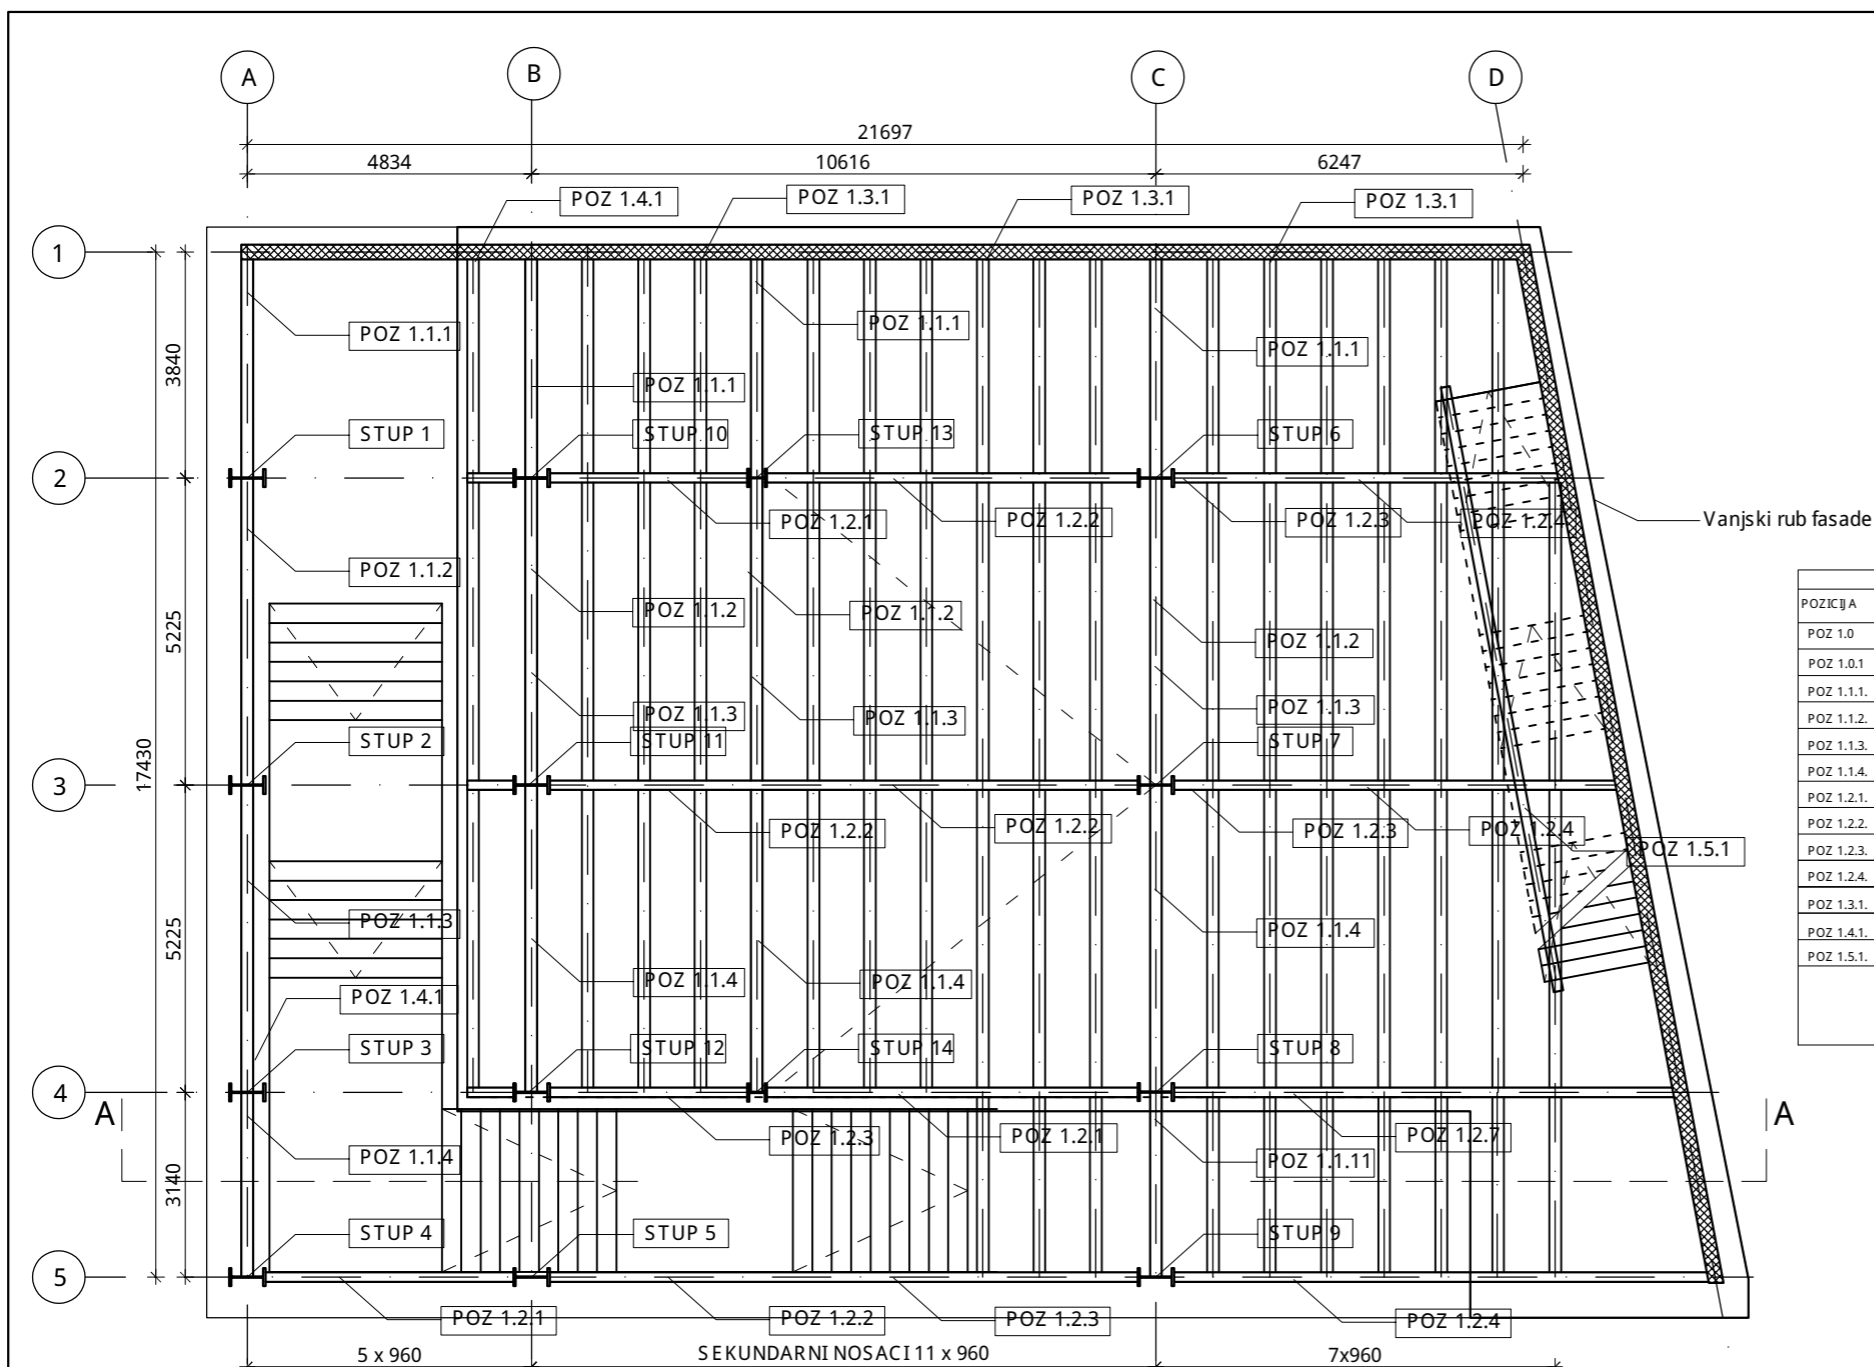 A
B
C
D
21697
4834
10616
6247
POZ 1.4.1
POZ 1.3.1
POZ 1.3.1
POZ 1.3.1
1
POZ 1.1.1
POZ 1.1.1
POZ 1.1.1
POZ 1.1.1
3840
STUP 1
STUP 10
STUP 13
STUP 6
2
POZ 1.2.1
POZ 1.2.2
POZ 1.2.3
POZ 1.2.4
Vanjski rub fasade
POZ 1.1.2
POZ 1.1.2
POZ 1.1.2
POZ 1.1.2
5225
POZ 1.1.3
POZ 1.1.3
POZ 1.1.3
STUP 2
STUP 11
STUP 7
17430
3
POZ 1.2.2
POZ 1.2.2
POZ 1.2.3
POZ 1.2.4
POZ 1.5.1
POZ 1.1.3
POZ 1.1.4
5225
POZ 1.1.4
POZ 1.1.4
POZ 1.4.1
STUP 3
STUP 12
STUP 14
STUP 8
4
A
A
POZ 1.2.3
POZ 1.2.1
POZ 1.2.7
POZ 1.1.4
POZ 1.1.11
3140
STUP 4
STUP 5
STUP 9
5
POZ 1.2.1
POZ 1.2.2
POZ 1.2.3
POZ 1.2.4
5 x 960
SEKUNDARNI NOSACI 11 x 960
7x960
POZICIJA
POZ 1.0
POZ 1.0.1
POZ 1.1.1.
POZ 1.1.2.
POZ 1.1.3.
POZ 1.1.4.
POZ 1.2.1.
POZ 1.2.2.
POZ 1.2.3.
POZ 1.2.4.
POZ 1.3.1.
POZ 1.4.1.
POZ 1.5.1.